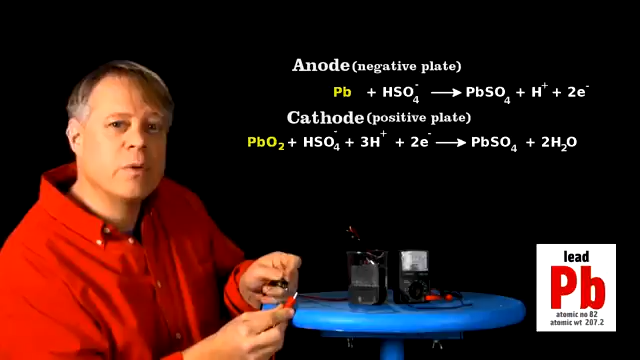 Anode (negative plate)
Pb + HSO₄⁻ ⟶ PbSO₄ + H⁺ + 2e⁻
Cathode (positive plate)
PbO₂ + HSO₄⁻ + 3H⁺ + 2e⁻ ⟶ PbSO₄ + 2H₂O
lead
Pb
atomic no 82
atomic wt 207.2